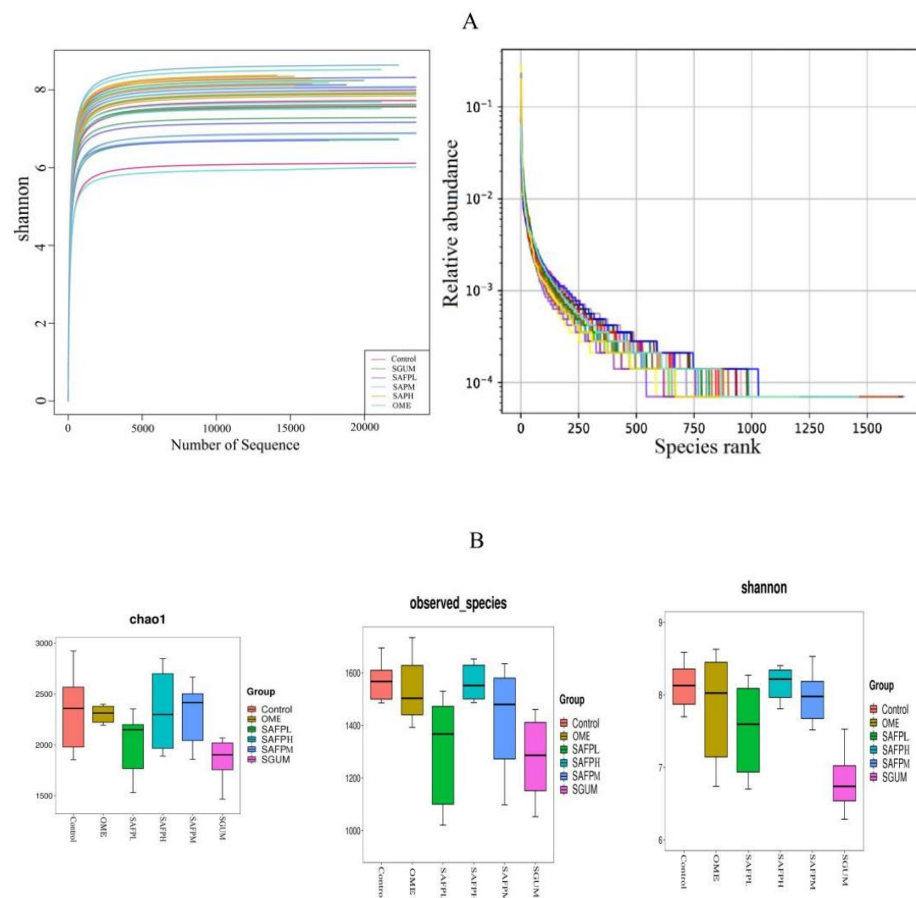 A
shannon
0
2
4
6
8
0
5000
10000
15000
20000
Number of Sequence
Control
SGUM
SAFPL
SAPM
SAPH
OME
Relative abundance
10⁻¹
10⁻²
10⁻³
10⁻⁴
0
250
500
750
1000
1250
1500
Species rank
B
chao1
3000
2500
2000
1500
Control
OME
SAFPL
SAFPH
SAFPM
SGUM
Group
Control
OME
SAFPL
SAFPH
SAFPM
SGUM
observed_species
1600
1400
1200
1000
Control
OME
SAFPL
SAFPH
SAFPM
SGUM
Group
Control
OME
SAFPL
SAFPH
SAFPM
SGUM
shannon
9
8
7
6
Control
OME
SAFPL
SAFPH
SAFPM
SGUM
Group
Control
OME
SAFPL
SAFPH
SAFPM
SGUM